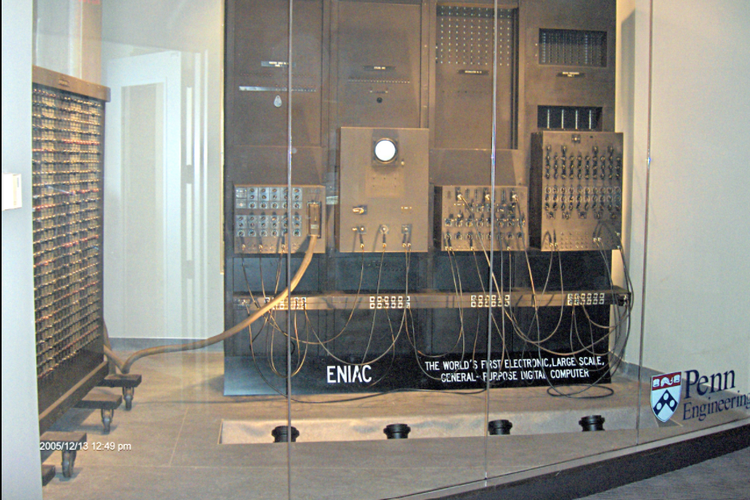 ENIAC
THE WORLD'S FIRST ELECTRONIC, LARGE SCALE,
GENERAL-PURPOSE DIGITAL COMPUTER
Penn
Engineering
2005/12/13 12:49 pm